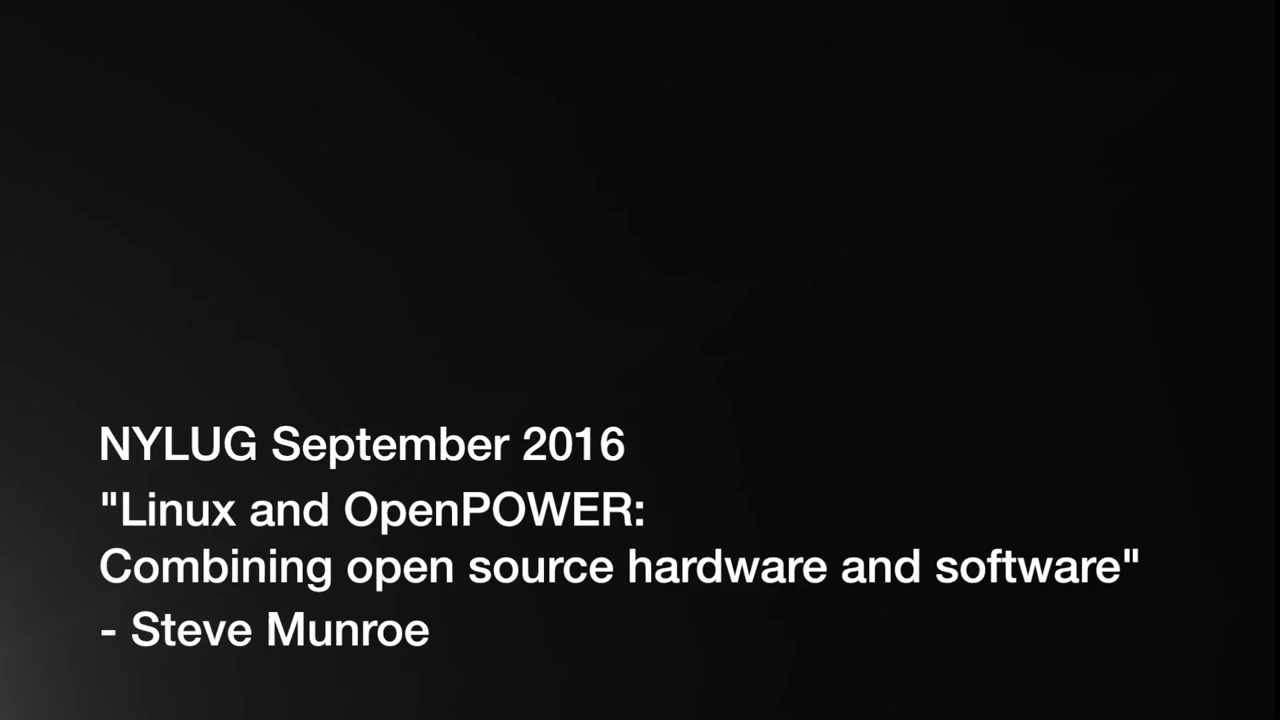 NYLUG September 2016
"Linux and OpenPOWER:
Combining open source hardware and software"
- Steve Munroe